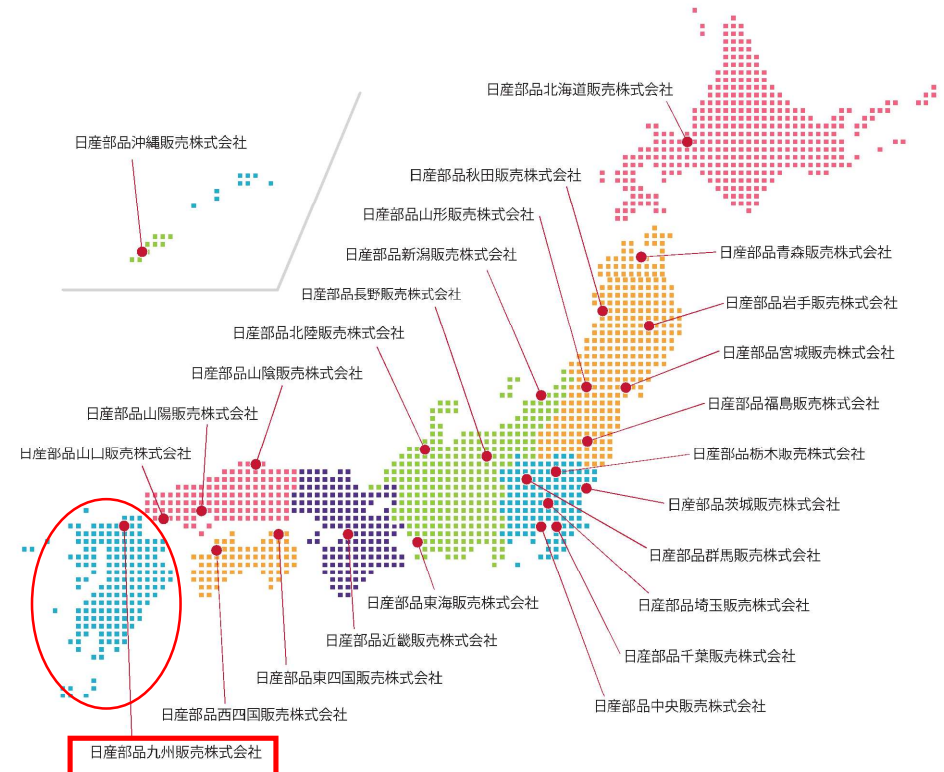 日産部品北海道販売株式会社
日産部品沖縄販売株式会社
日産部品秋田販売株式会社
日産部品山形販売株式会社
日産部品新潟販売株式会社
日産部品青森販売株式会社
日産部品長野販売株式会社
日産部品岩手販売株式会社
日産部品北陸販売株式会社
日産部品宮城販売株式会社
日産部品山陰販売株式会社
日産部品福島販売株式会社
日産部品山陽販売株式会社
日産部品山口販売株式会社
日産部品栃木販売株式会社
日産部品茨城販売株式会社
日産部品群馬販売株式会社
日産部品東海販売株式会社
日産部品埼玉販売株式会社
日産部品近畿販売株式会社
日産部品千葉販売株式会社
日産部品東四国販売株式会社
日産部品中央販売株式会社
日産部品西四国販売株式会社
日産部品九州販売株式会社